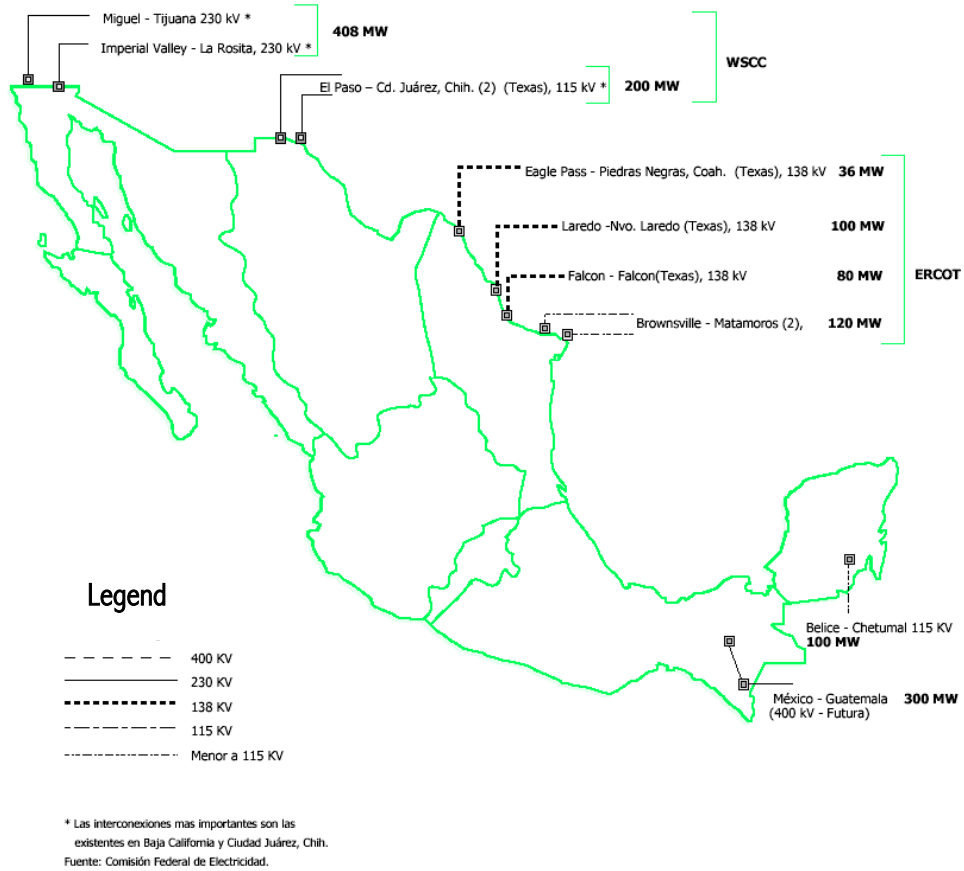 Miguel - Tijuana 230 kV *
408 MW
Imperial Valley - La Rosita, 230 kV *
WSCC
El Paso – Cd. Juárez, Chih. (2) (Texas), 115 kV *
200 MW
Eagle Pass - Piedras Negras, Coah. (Texas), 138 kV 36 MW
Laredo -Nvo. Laredo (Texas), 138 kV 100 MW
Falcon - Falcon(Texas), 138 kV 80 MW
ERCOT
Brownsville - Matamoros (2), 120 MW
Legend
400 KV
230 KV
138 KV
115 KV
Menor a 115 KV
Belice - Chetumal 115 KV
100 MW
México - Guatemala 300 MW
(400 kV - Futura)
* Las interconexiones mas importantes son las
existentes en Baja California y Ciudad Juárez, Chih.
Fuente: Comisión Federal de Electricidad.